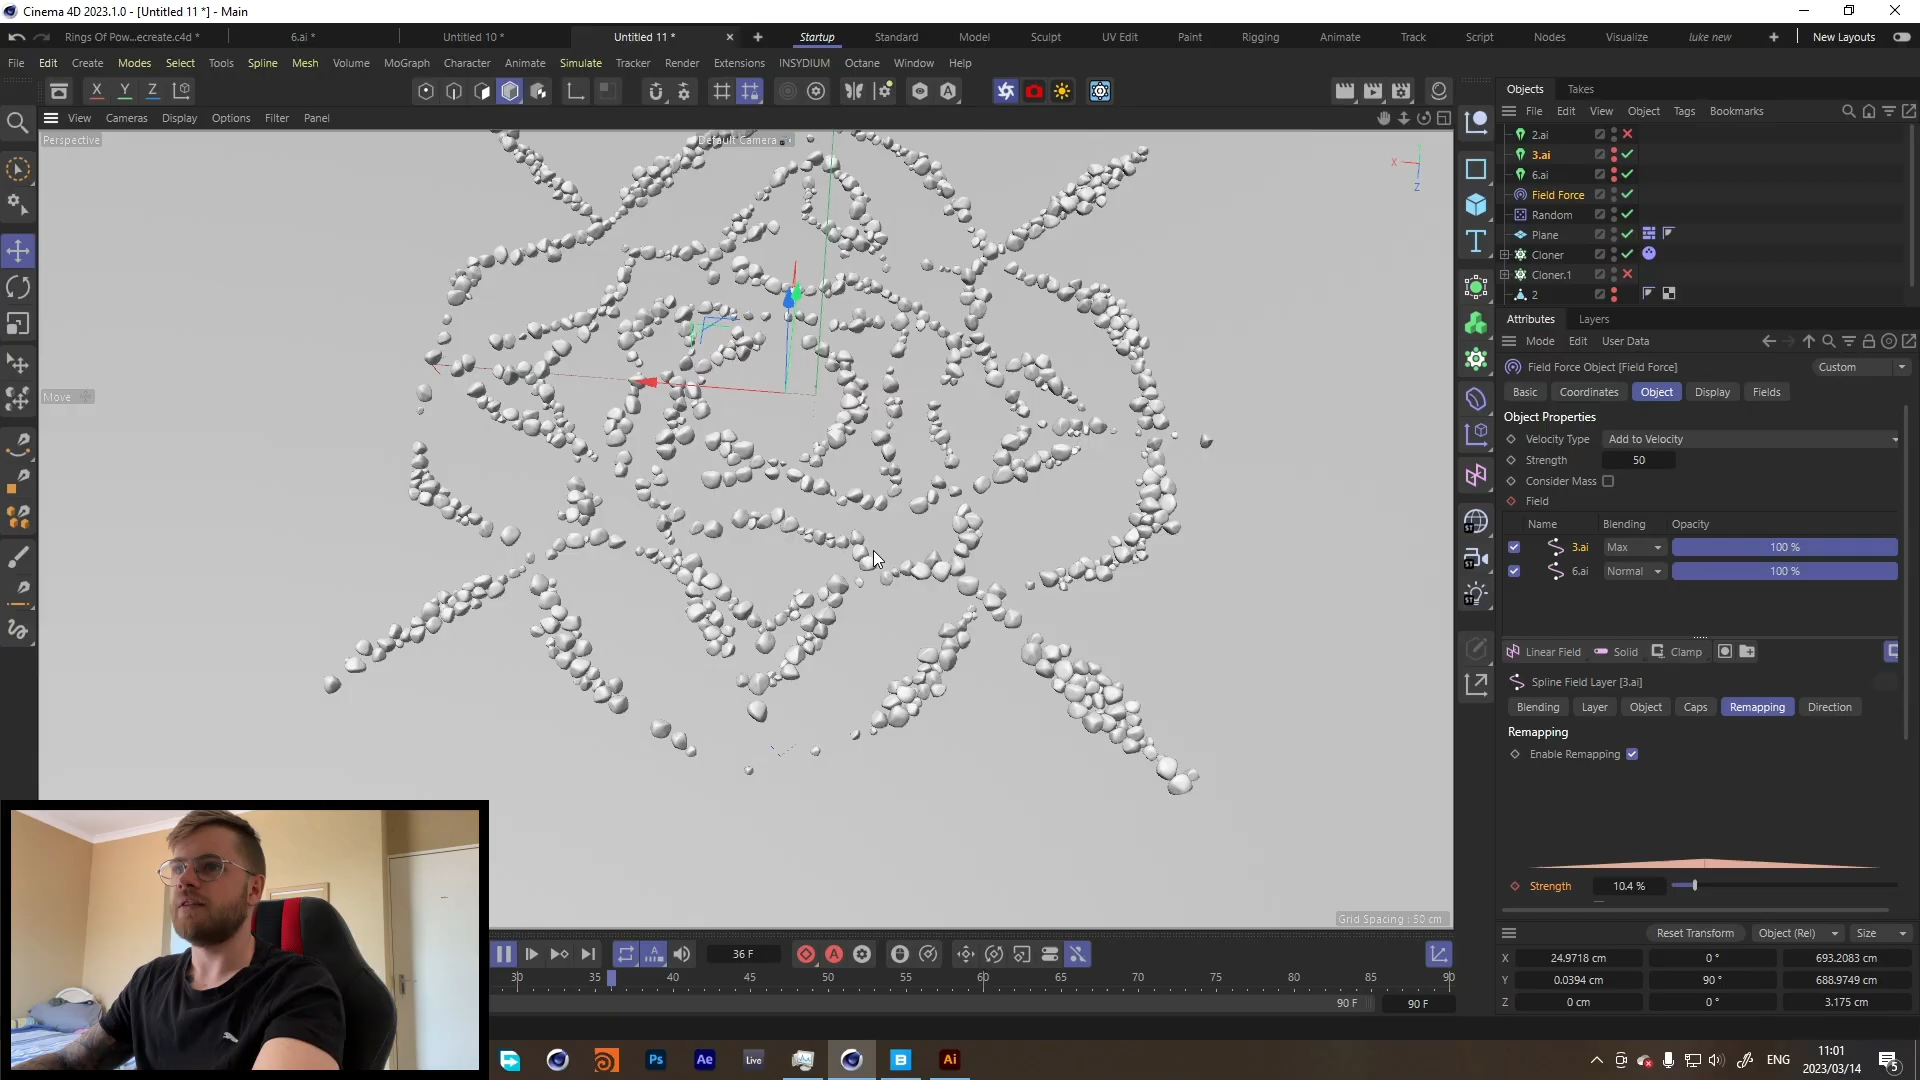 Cinema 4D 2023.1.0 - [Untitled 11 *] - Main
Rings Of Pow...ecreate.c4d *
6.ai *
Untitled 10 *
Untitled 11 *
Startup
Standard
Model
Sculpt
UV Edit
Paint
Rigging
Animate
Track
Script
Nodes
Visualize
luke new
New Layouts
File
Edit
Create
Modes
Select
Tools
Spline
Mesh
Volume
MoGraph
Character
Animate
Simulate
Tracker
Render
Extensions
INSYDIUM
Octane
Window
Help
X
Y
Z
View
Cameras
Display
Options
Filter
Panel
Perspective
Default Camera
X
Z
Move
Grid Spacing : 50 cm
Objects
Takes
File
Edit
View
Object
Tags
Bookmarks
2.ai
3.ai
6.ai
Field Force
Random
Plane
Cloner
Cloner.1
2
Attributes
Layers
Mode
Edit
User Data
Field Force Object [Field Force]
Custom
Basic
Coordinates
Object
Display
Fields
Object Properties
Velocity Type
Add to Velocity
Strength
50
Consider Mass
Field
Name
Blending
Opacity
3.ai
Max
100 %
6.ai
Normal
100 %
Linear Field
Solid
Clamp
Spline Field Layer [3.ai]
Blending
Layer
Object
Caps
Remapping
Direction
Remapping
Enable Remapping
Strength
10.4 %
Reset Transform
Object (Rel)
Size
X
24.9718 cm
0 °
693.2083 cm
Y
0.0394 cm
90 °
688.9749 cm
Z
0 cm
0 °
3.175 cm
36 F
30
35
40
45
50
55
60
65
70
75
80
85
90
90 F
90 F
Ps
Ae
Live
Ai
ENG
11:01
2023/03/14
5